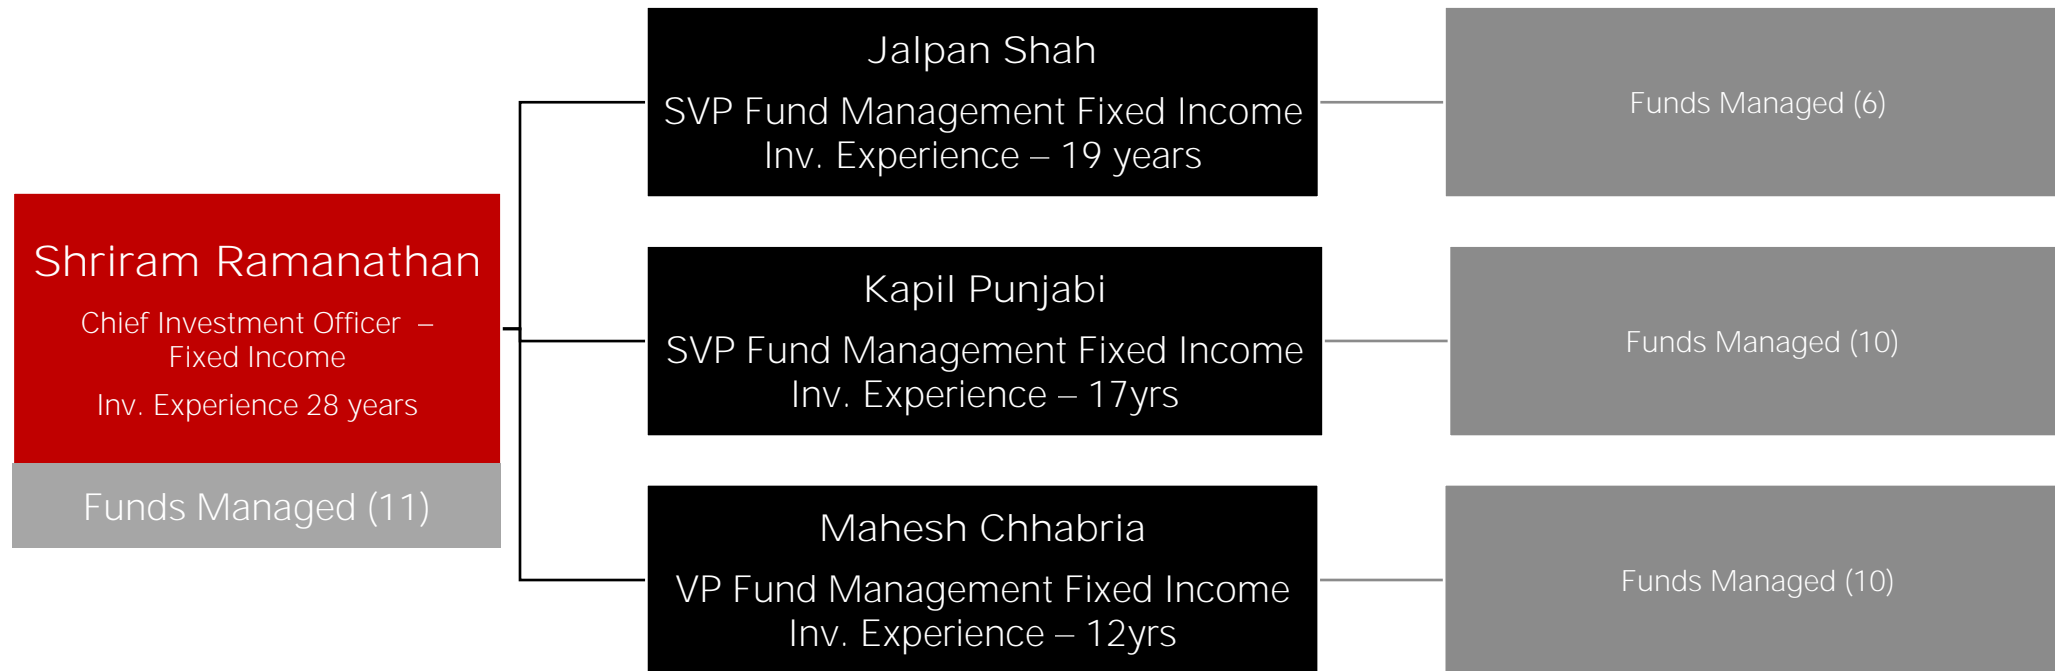 Shriram Ramanathan
Chief Investment Officer –
Fixed Income
Inv. Experience 28 years
Funds Managed (11)
Jalpan Shah
SVP Fund Management Fixed Income
Inv. Experience – 19 years
Funds Managed (6)
Kapil Punjabi
SVP Fund Management Fixed Income
Inv. Experience – 17yrs
Funds Managed (10)
Mahesh Chhabria
VP Fund Management Fixed Income
Inv. Experience – 12yrs
Funds Managed (10)